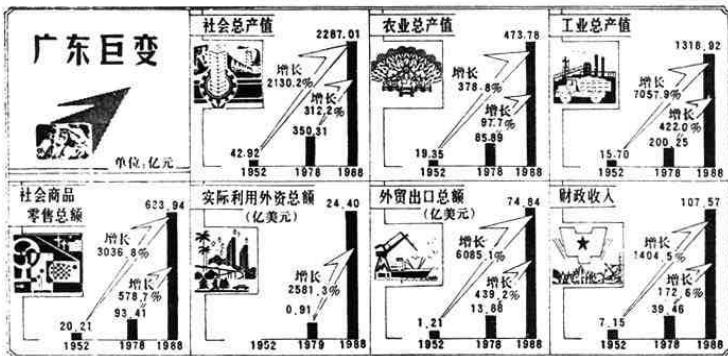 广东巨变
单位:亿元
社会总产值
2287.01
增长
2130.2%
增长
312.2%
350.31
42.92
1952 1978 1988
农业总产值
473.78
增长
378.8%
增长
97.7%
85.89
19.35
1952 1978 1988
工业总产值
1318.92
增长
7057.9%
增长
422.0%
200.25
15.70
1952 1978 1988
社会商品
零售总额
633.94
增长
3036.8%
增长
578.7%
93.41
20.21
1952 1978 1988
实际利用外资总额
(亿美元)
24.40
增长
2581.3%
0.91
1952 1979 1988
外贸出口总额
(亿美元)
74.84
增长
6085.1%
增长
439.2%
13.88
1.21
1952 1978 1988
财政收入
107.57
增长
1404.5%
增长
172.6%
39.46
7.15
1952 1978 1988